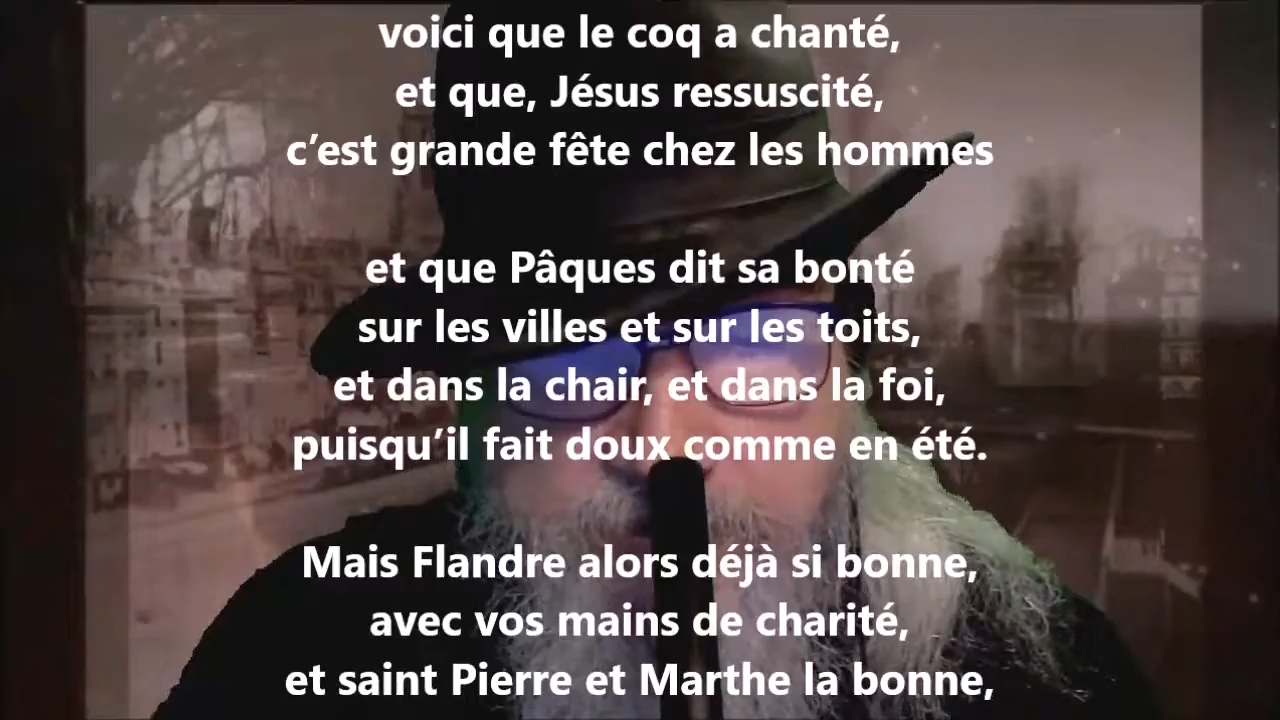 voici que le coq a chanté,
et que, Jésus ressuscité,
c’est grande fête chez les hommes
et que Pâques dit sa bonté
sur les villes et sur les toits,
et dans la chair, et dans la foi,
puisqu’il fait doux comme en été.
Mais Flandre alors déjà si bonne,
avec vos mains de charité,
et saint Pierre et Marthe la bonne,